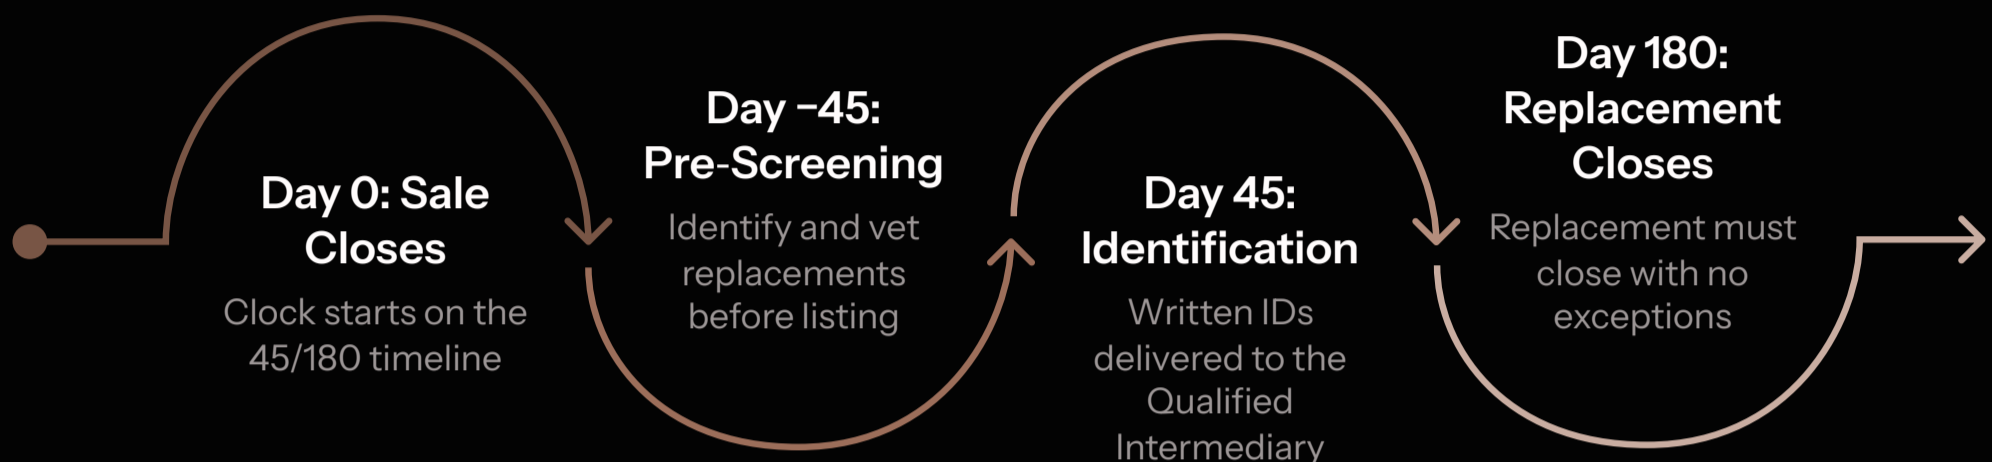 Day 0: Sale
Closes
Clock starts on the
45/180 timeline
Day −45:
Pre-Screening
Identify and vet
replacements
before listing
Day 45:
Identification
Written IDs
delivered to the
Qualified
Intermediary
Day 180:
Replacement
Closes
Replacement must
close with no
exceptions